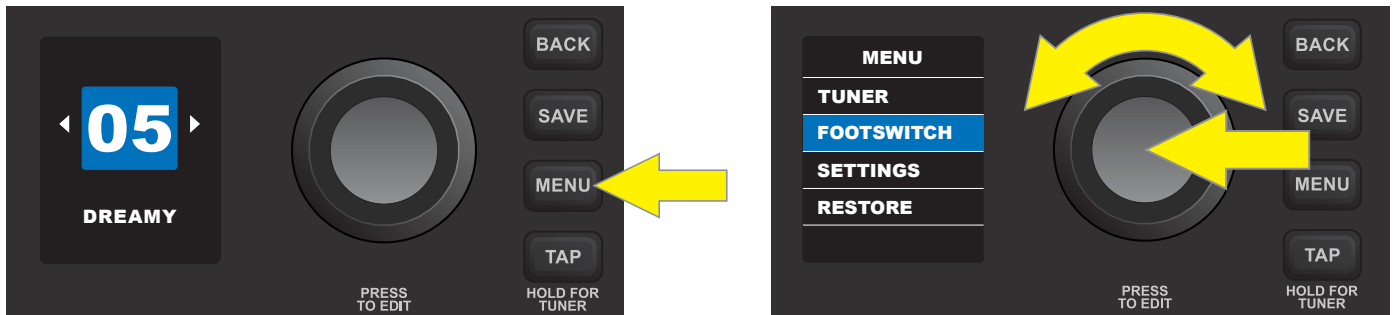 05
DREAMY
BACK
SAVE
MENU
TAP
HOLD FOR
TUNER
PRESS
TO EDIT
MENU
TUNER
FOOTSWITCH
SETTINGS
RESTORE
BACK
SAVE
MENU
TAP
HOLD FOR
TUNER
PRESS
TO EDIT